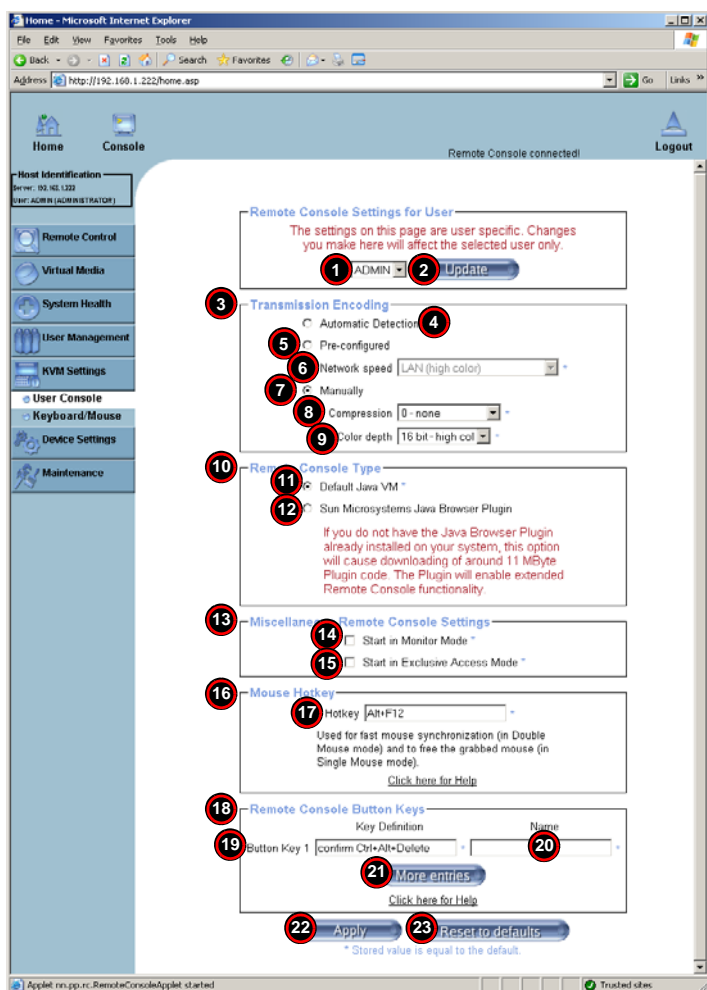 Home - Microsoft Internet Explorer
File Edit View Favorites Tools Help
Back Search Favorites
Address http://192.168.1.222/home.asp Go Links »
Home Console Remote Console connected! Logout
Host Identification
Server: 192.168.1.222
User: ADMIN (ADMINISTRATOR)
Remote Control
Virtual Media
System Health
User Management
KVM Settings
User Console
Keyboard/Mouse
Device Settings
Maintenance
Remote Console Settings for User
The settings on this page are user specific. Changes
you make here will affect the selected user only.
1 ADMIN 2 Update
3 Transmission Encoding
Automatic Detection 4
5 Pre-configured
6 Network speed LAN (high color) *
7 Manually
8 Compression 0 - none *
9 Color depth 16 bit - high col *
10 Console Type
11 Default Java VM *
12 Sun Microsystems Java Browser Plugin
If you do not have the Java Browser Plugin
already installed on your system, this option
will cause downloading of around 11 MByte
Plugin code. The Plugin will enable extended
Remote Console functionality.
13 Remote Console Settings
14 Start in Monitor Mode *
15 Start in Exclusive Access Mode *
16 Mouse Hotkey
17 Hotkey Alt+F12 *
Used for fast mouse synchronization (in Double
Mouse mode) and to free the grabbed mouse (in
Single Mouse mode).
Click here for Help
18 Remote Console Button Keys
Key Definition Name
19 Button Key 1 confirm Ctrl+Alt+Delete * 20 *
21 More entries
Click here for Help
22 Apply 23 Reset to defaults
* Stored value is equal to the default.
Applet nn.pp.rc.RemoteConsoleApplet started Trusted sites